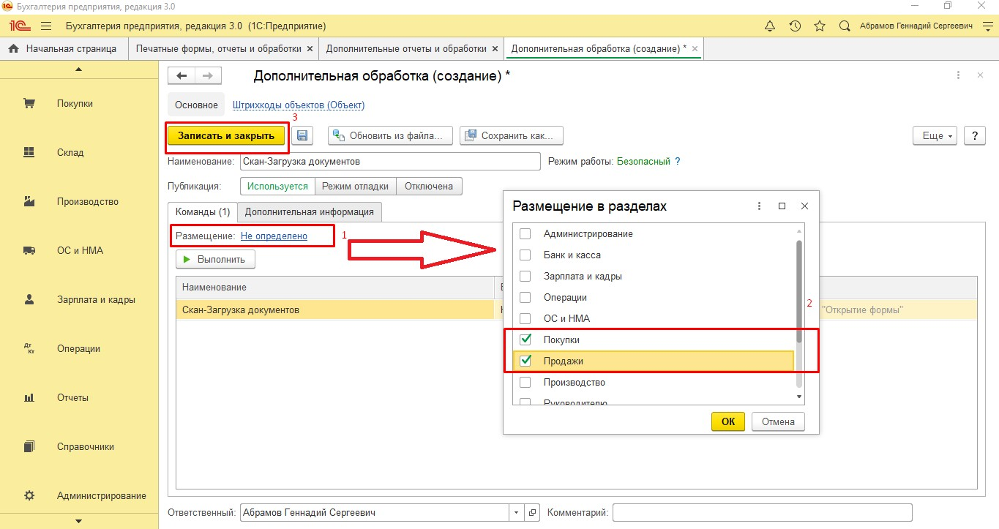 Бухгалтерия предприятия, редакция 3.0
1С Бухгалтерия предприятия, редакция 3.0 (1С:Предприятие) Абрамов Геннадий Сергеевич
Начальная страница Печатные формы, отчеты и обработки × Дополнительные отчеты и обработки × Дополнительная обработка (создание) * ×
Покупки
Склад
Производство
ОС и НМА
Зарплата и кадры
Операции
Отчеты
Справочники
Администрирование
Дополнительная обработка (создание) *
Основное Штрихкоды объектов (Объект)
3
Записать и закрыть Обновить из файла... Сохранить как... Еще ?
Наименование: Скан-Загрузка документов Режим работы: Безопасный ?
Публикация: Используется Режим отладки Отключена
Команды (1) Дополнительная информация
Размещение: Не определено 1
Выполнить
Наименование
Скан-Загрузка документов "Открытие формы"
Размещение в разделах
Администрирование
Банк и касса
Зарплата и кадры
Операции
2
ОС и НМА
Покупки
Продажи
Производство
Руководителю
ОК Отмена
Ответственный: Абрамов Геннадий Сергеевич Комментарий: